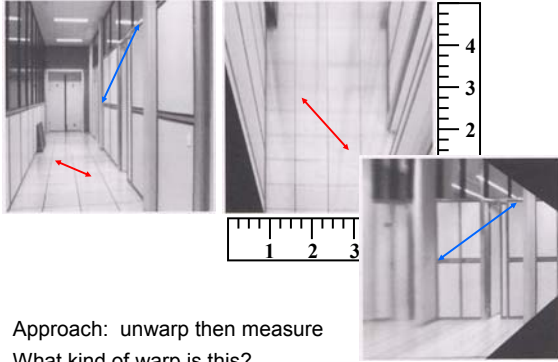 4
3
2
1 2 3
Approach: unwarp then measure
What kind of warp is this?